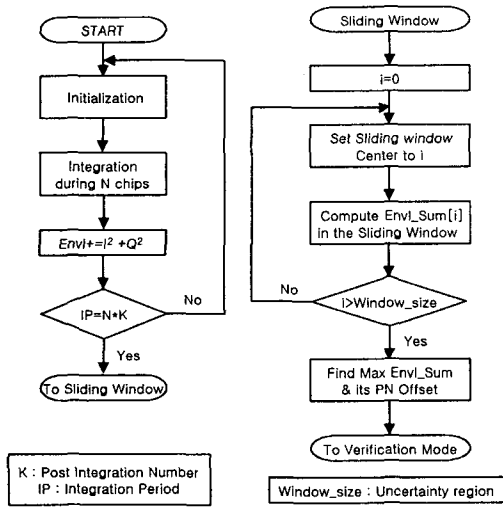 START
Initialization
Integration
during N chips
Envl+=I² +Q²
IP=N*K
No
Yes
To Sliding Window
K : Post Integration Number
IP : Integration Period
Sliding Window
i=0
Set Sliding window
Center to i
Compute Envl_Sum[i]
in the Sliding Window
No
i>Window_size
Yes
Find Max Envl_Sum
& its PN Offset
To Verification Mode
Window_size : Uncertainty region